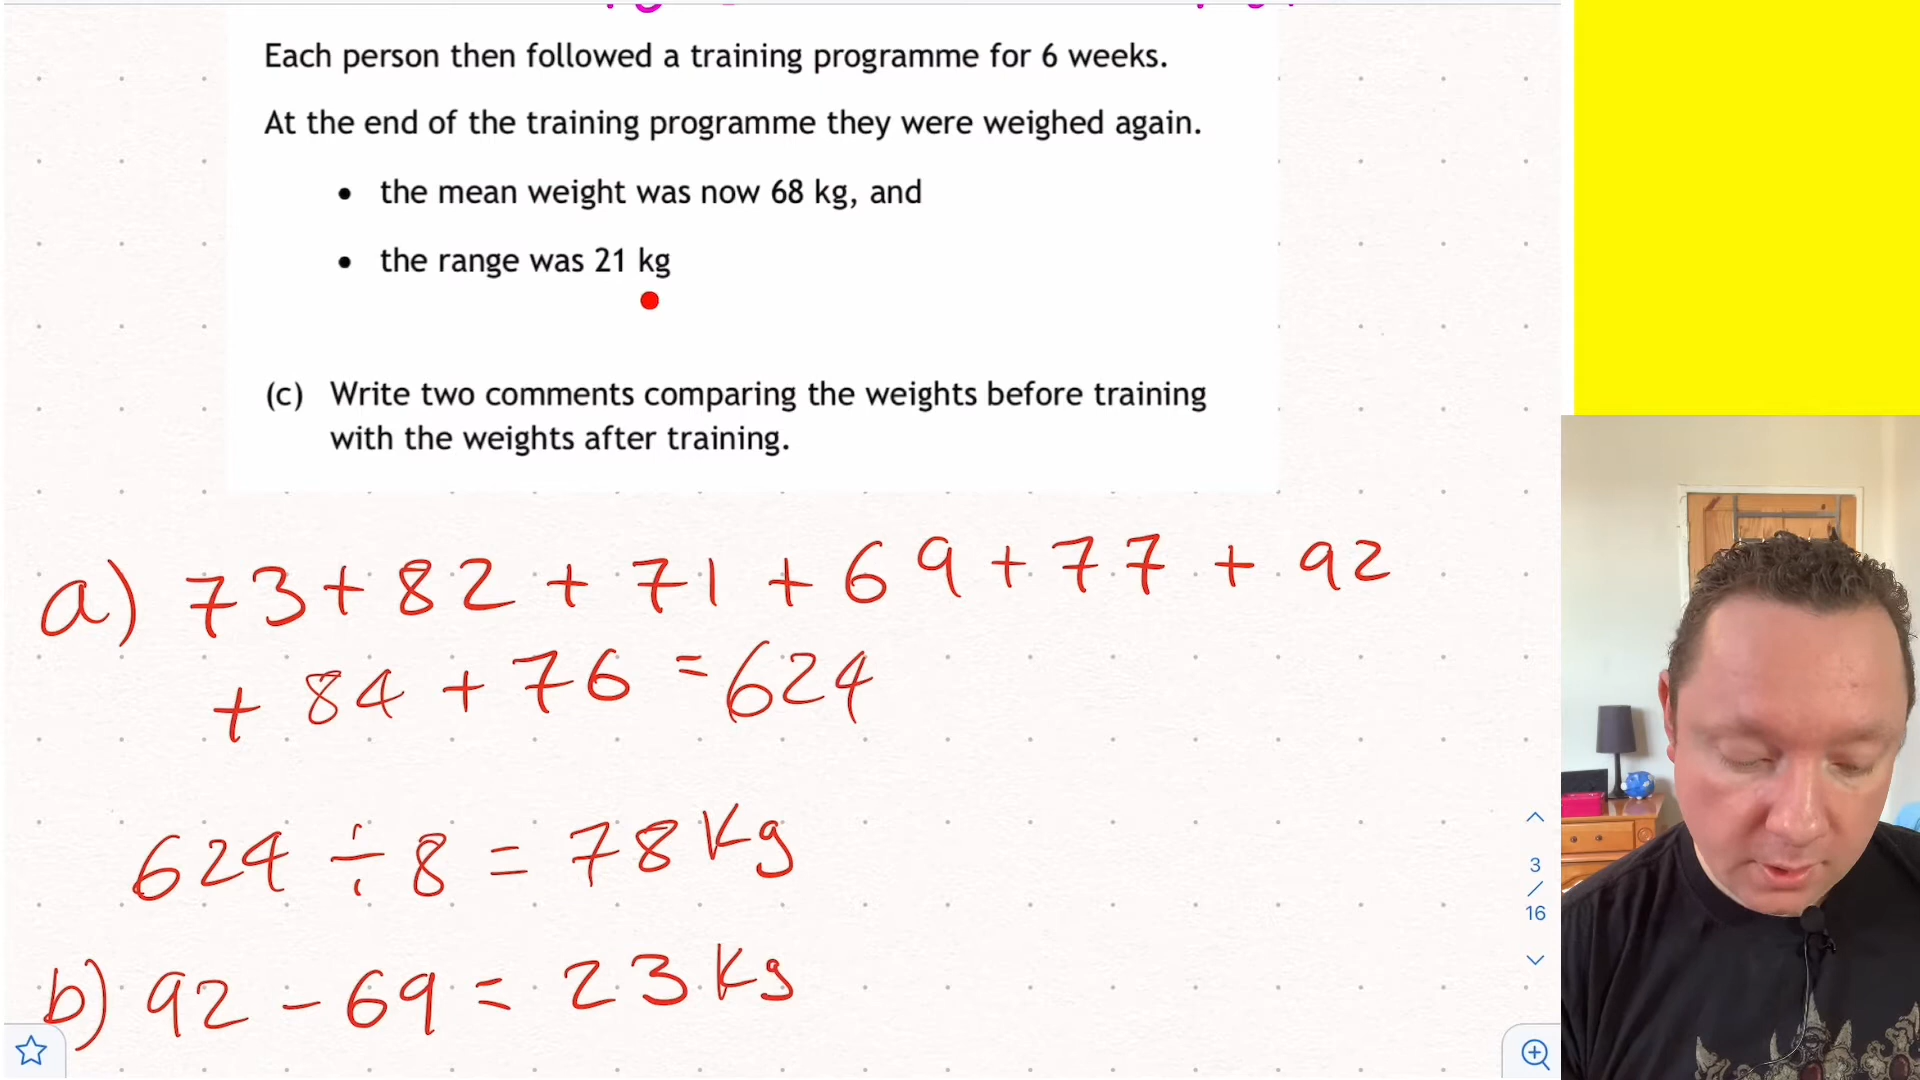 Each person then followed a training programme for 6 weeks.
At the end of the training programme they were weighed again.
• the mean weight was now 68 kg, and
• the range was 21 kg
(c) Write two comments comparing the weights before training
with the weights after training.
a) 73 + 82 + 71 + 69 + 77 + 92
+ 84 + 76 = 624
624 ÷ 8 = 78 Kg
b) 92 - 69 = 23 Kg
3
/
16